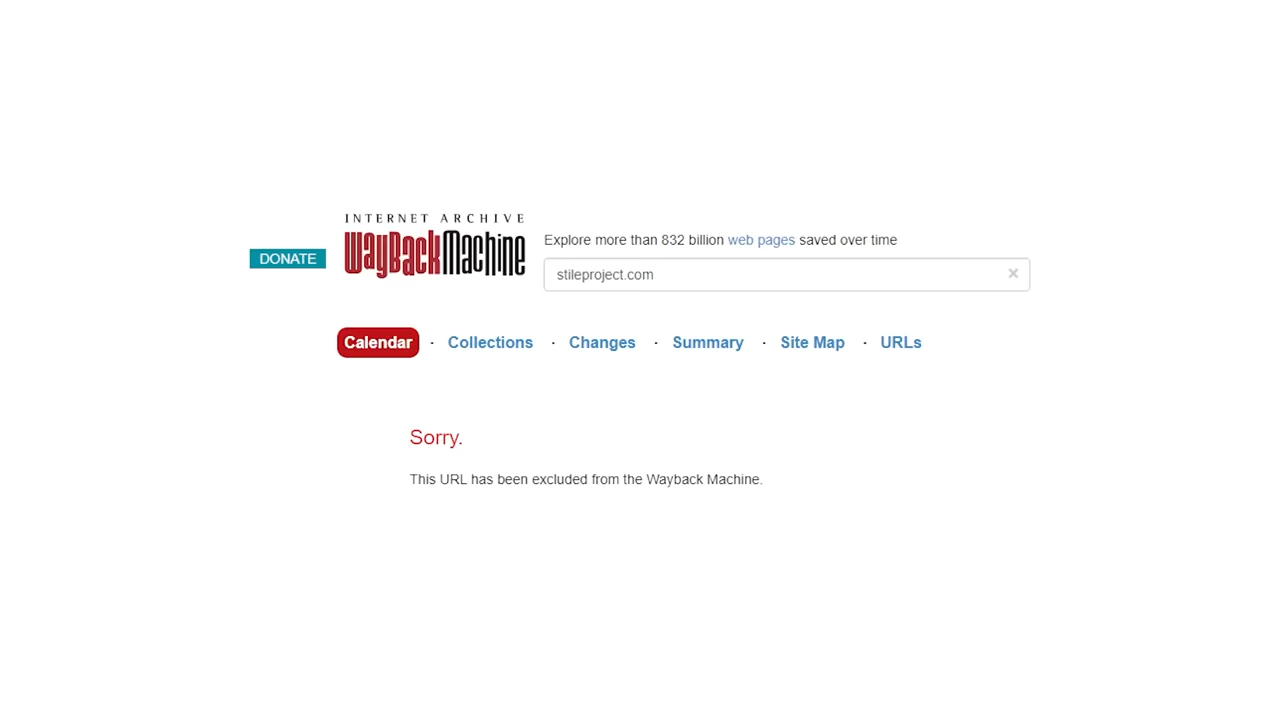 INTERNET ARCHIVE
WayBackMachine
DONATE
Explore more than 832 billion web pages saved over time
stileproject.com ×
Calendar · Collections · Changes · Summary · Site Map · URLs
Sorry.
This URL has been excluded from the Wayback Machine.